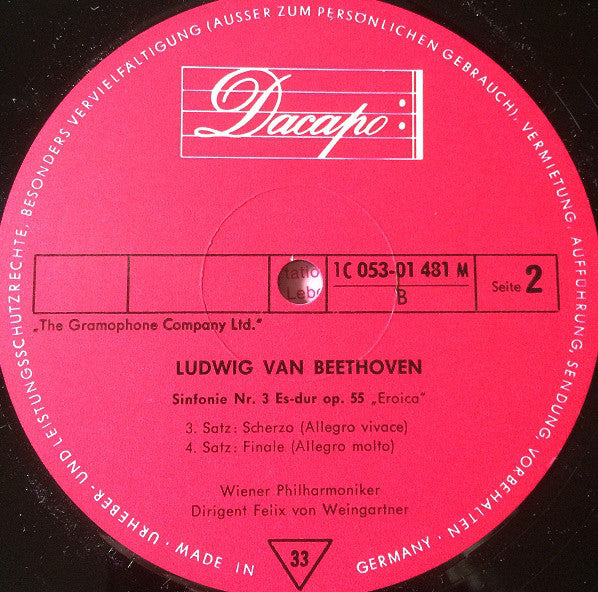 URHEBER- UND LEISTUNGSSCHUTZRECHTE, BESONDERS VERVIELFÄLTIGUNG (AUSSER ZUM PERSÖNLICHEN GEBRAUCH), VERMIETUNG, AUFFÜHRUNG, SENDUNG, VORBEHALTEN · MADE IN GERMANY
Dacapo
1C 053-01 481 M
B
Seite 2
„The Gramophone Company Ltd.“
LUDWIG VAN BEETHOVEN
Sinfonie Nr. 3 Es-dur op. 55 „Eroica“
3. Satz: Scherzo (Allegro vivace)
4. Satz: Finale (Allegro molto)
Wiener Philharmoniker
Dirigent Felix von Weingartner
33